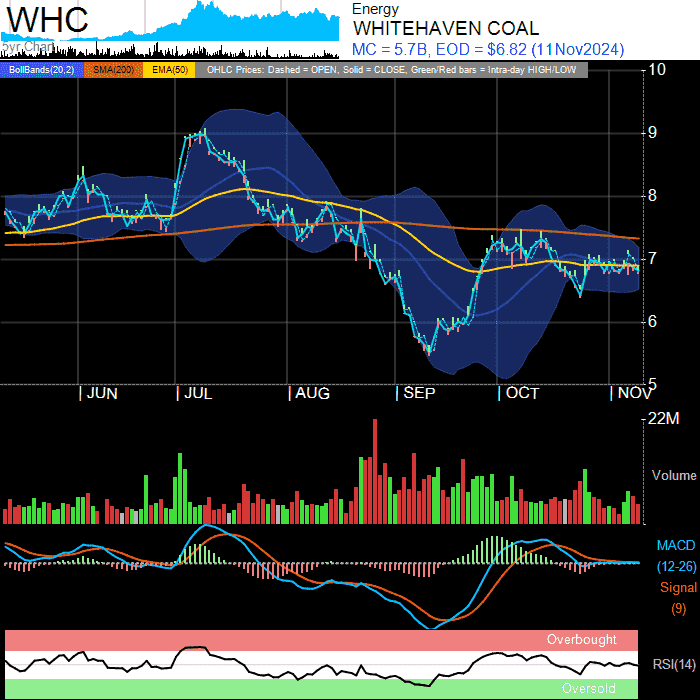 WHC
5yr Chart
Energy
WHITEHAVEN COAL
MC = 5.7B, EOD = $6.82 (11Nov2024)
BollBands(20,2) SMA(200) EMA(50) OHLC Prices: Dashed = OPEN, Solid = CLOSE, Green/Red bars = Intra-day HIGH/LOW
10
9
8
7
6
5
JUN JUL AUG SEP OCT NOV
22M
Volume
MACD
(12-26)
Signal
(9)
Overbought
RSI(14)
Oversold